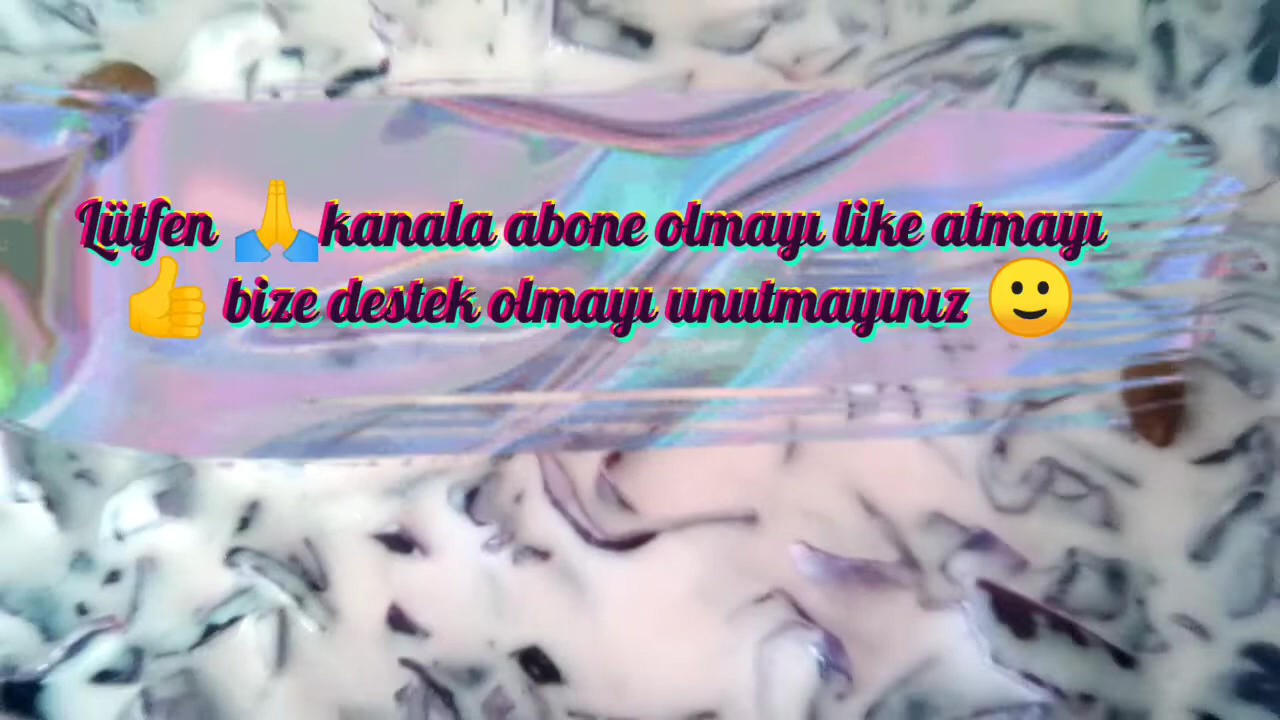 Lütfen 🙏kanala abone olmayı like atmayı
👍 bize destek olmayı unutmayınız 🙂